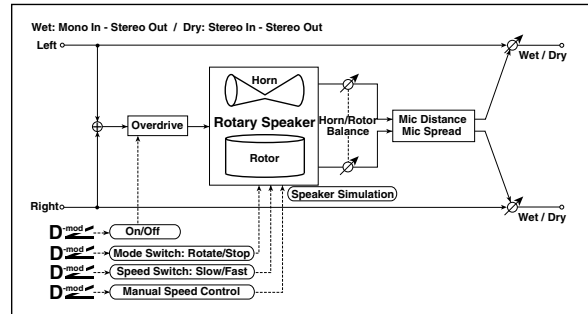 Wet: Mono In - Stereo Out / Dry: Stereo In - Stereo Out
Left
Wet / Dry
Horn
Rotary Speaker
Overdrive
Horn/Rotor
Balance
Mic Distance
Mic Spread
Rotor
Speaker Simulation
Right
Wet / Dry
D-mod
On/Off
D-mod
Mode Switch: Rotate/Stop
D-mod
Speed Switch: Slow/Fast
D-mod
Manual Speed Control